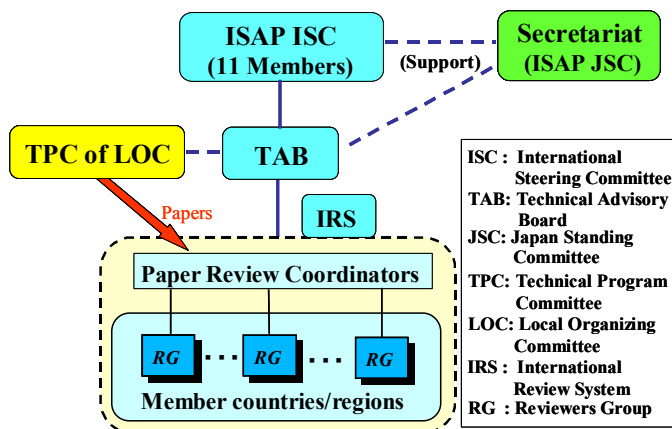 ISAP ISC
(11 Members)
(Support)
Secretariat
(ISAP JSC)
TPC of LOC
TAB
Papers
IRS
Paper Review Coordinators
RG ... RG ... RG
Member countries/regions
ISC : International
Steering Committee
TAB: Technical Advisory
Board
JSC: Japan Standing
Committee
TPC: Technical Program
Committee
LOC: Local Organizing
Committee
IRS : International
Review System
RG : Reviewers Group